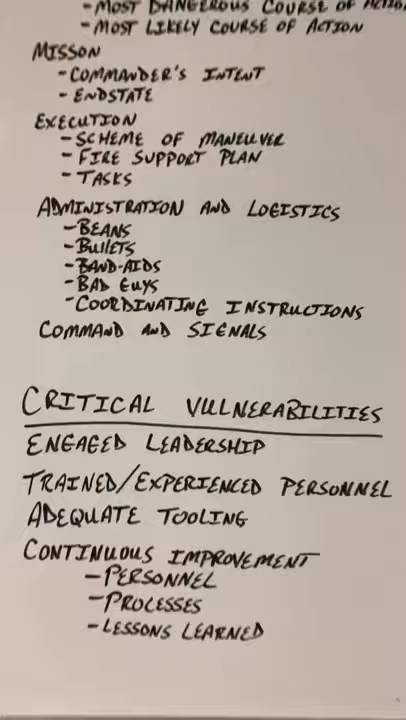 - MOST DANGEROUS COURSE OF ACTION
- MOST LIKELY COURSE OF ACTION
MISSON
- COMMANDER'S INTENT
- ENDSTATE
EXECUTION
- SCHEME OF MANEUVER
- FIRE SUPPORT PLAN
- TASKS
ADMINISTRATION AND LOGISTICS
- BEANS
- BULLETS
- BAND-AIDS
- BAD GUYS
- COORDINATING INSTRUCTIONS
COMMAND AND SIGNALS
CRITICAL VULNERABILITIES
ENGAGED LEADERSHIP
TRAINED/EXPERIENCED PERSONNEL
ADEQUATE TOOLING
CONTINUOUS IMPROVEMENT
- PERSONNEL
- PROCESSES
- LESSONS LEARNED